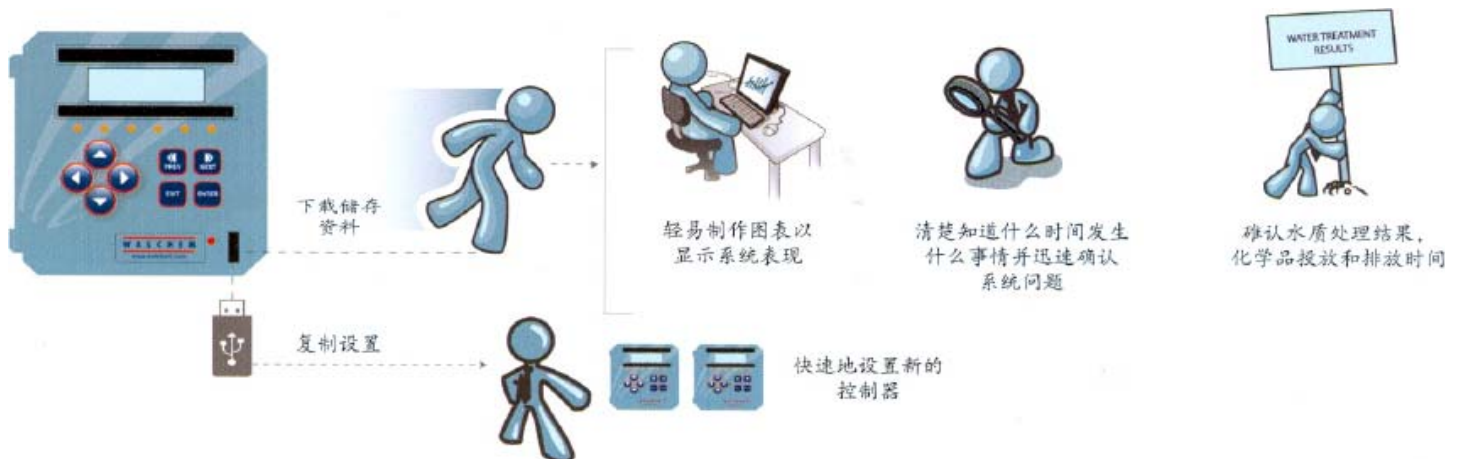 WATER TREATMENT
RESULTS
PREV
NEXT
EXIT
ENTER
下载储存
资料
WALCHEM
轻易制作图表以
显示系统表现
清楚知道什么时间发生
什么事情并迅速确认
系统问题
确认水质处理结果,
化学品投放和排放时间
复制设置
快速地设置新的
控制器